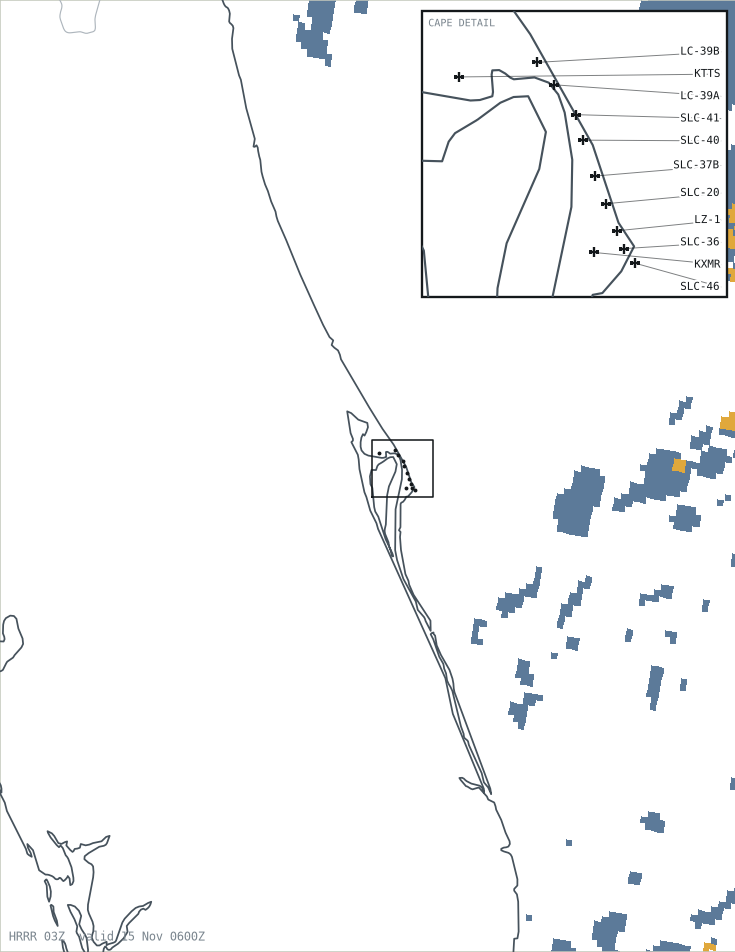 CAPE DETAIL
LC-39B
KTTS
LC-39A
SLC-41
SLC-40
SLC-37B
SLC-20
LZ-1
SLC-36
KXMR
SLC-46
HRRR 03Z valid 15 Nov 0600Z